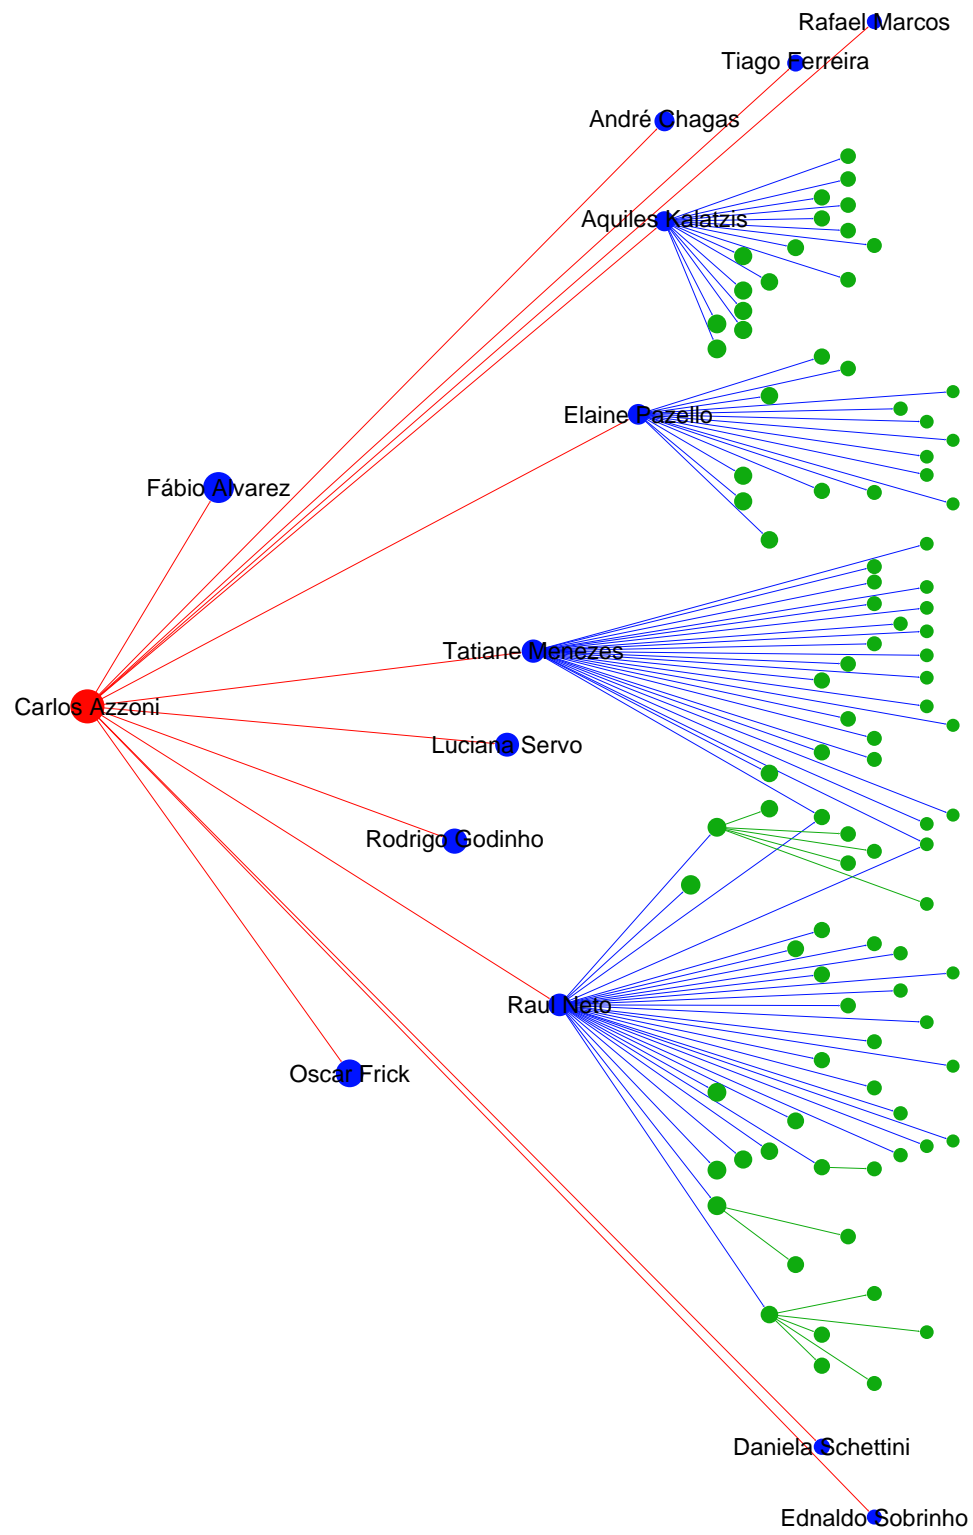 Rafael Marcos
Tiago Ferreira
André Chagas
Aquiles Kalatzis
Elaine Pazello
Fábio Alvarez
Tatiane Menezes
Carlos Azzoni
Luciana Servo
Rodrigo Godinho
Raul Neto
Oscar Frick
Daniela Schettini
Ednaldo Sobrinho